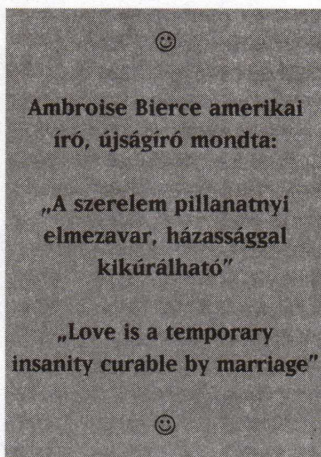 Ambroise Bierce amerikai
író, újságíró mondta:
„A szerelem pillanatnyi
elmezavar, házassággal
kikúrálható”
„Love is a temporary
insanity curable by marriage”